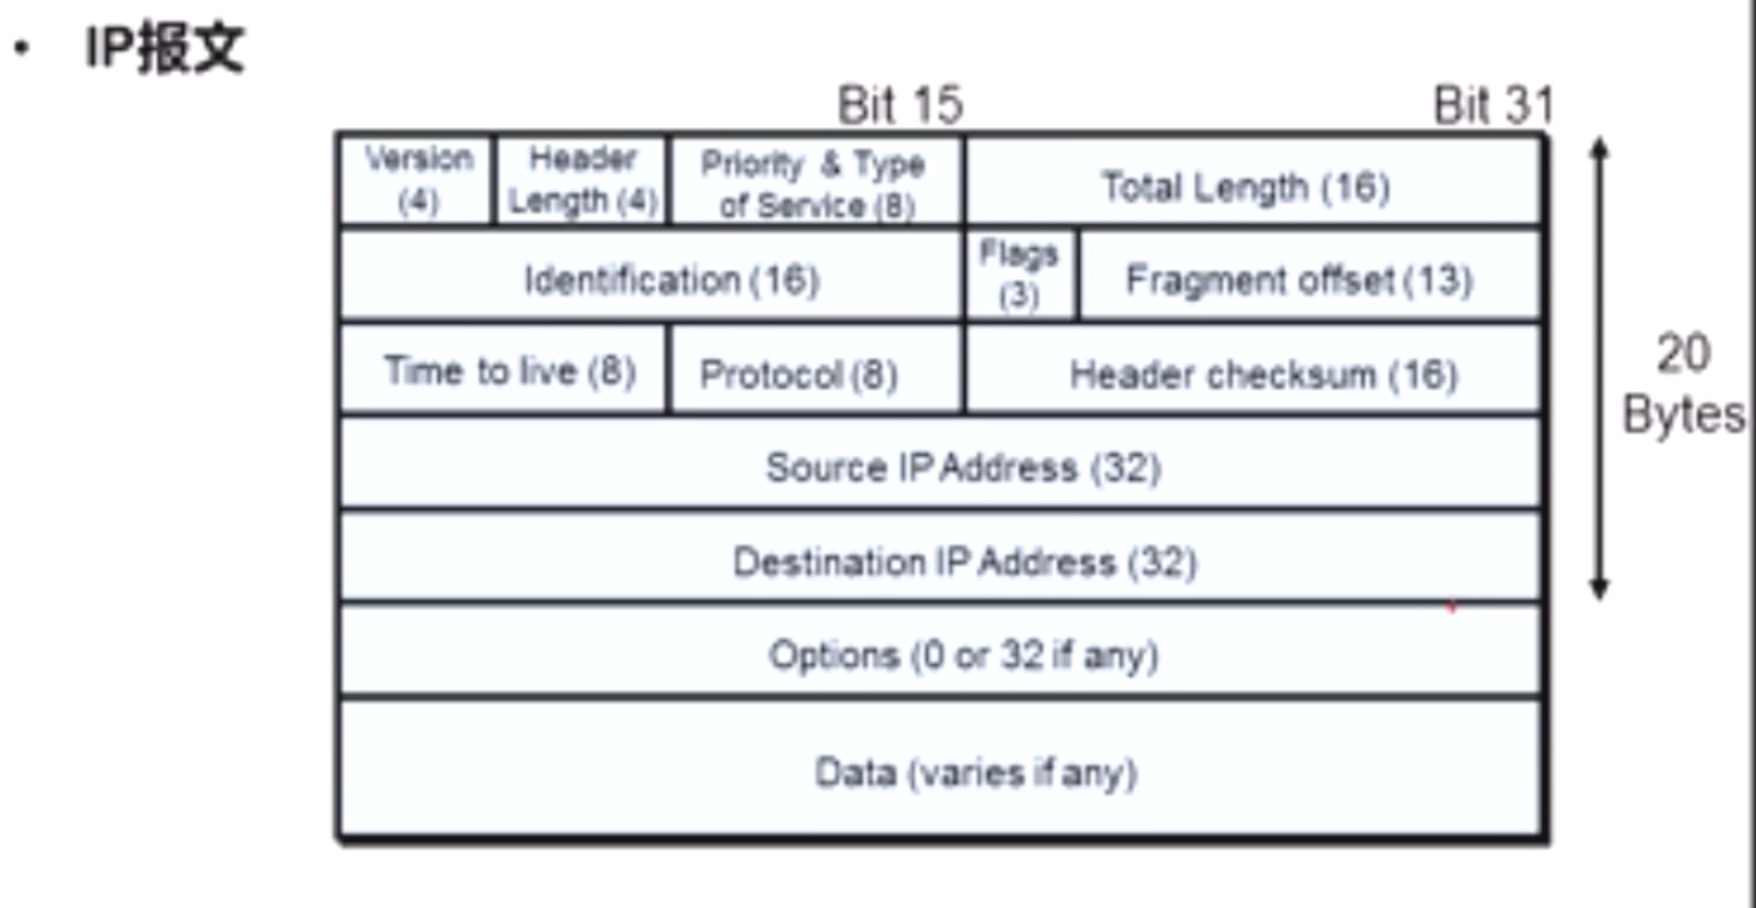 • IP报文
Bit 15
Bit 31
Version
(4)
Header
Length (4)
Priority & Type
of Service (8)
Total Length (16)
Identification (16)
Flags
(3)
Fragment offset (13)
Time to live (8)
Protocol (8)
Header checksum (16)
20
Bytes
Source IP Address (32)
Destination IP Address (32)
Options (0 or 32 if any)
Data (varies if any)